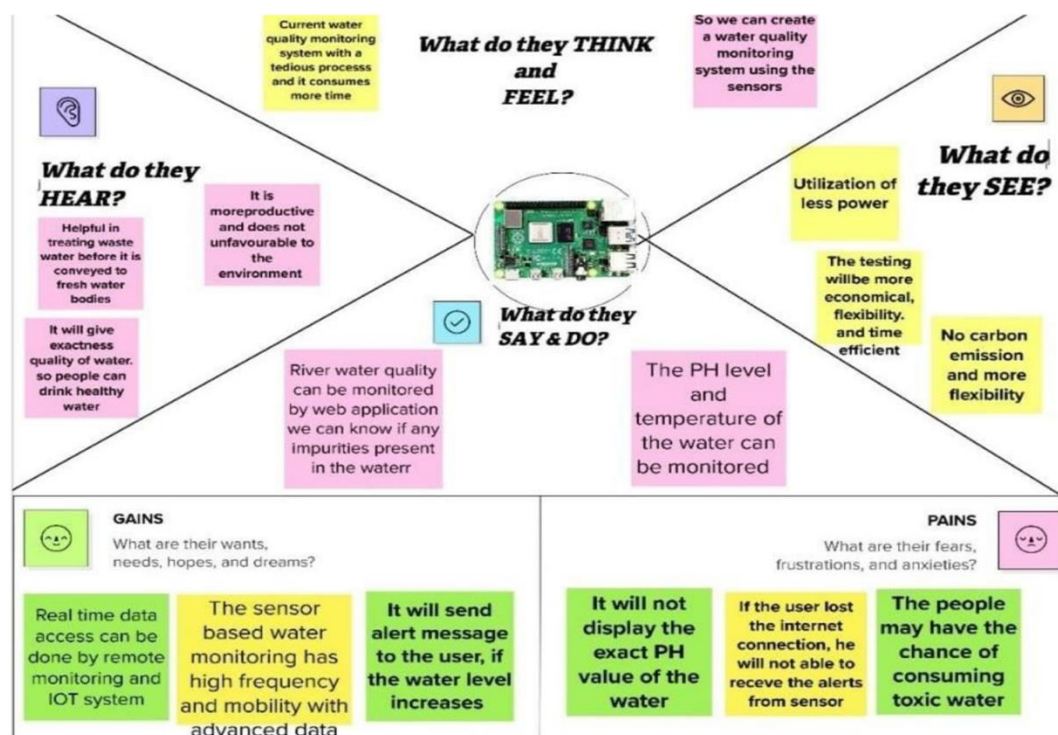 Current water
quality monitoring
system with a
tedious processs
and it consumes
more time
What do they THINK
and
FEEL?
So we can create
a water quality
monitoring
system using the
sensors
What do they
HEAR?
It is
moreproductive
and does not
unfavourable to
the
environment
Helpful in
treating waste
water before it is
conveyed to
fresh water
bodies
It will give
exactness
quality of water.
so people can
drink healthy
water
What do
they SEE?
Utilization of
less power
The testing
willbe more
economical,
flexibility.
and time
efficient
No carbon
emission
and more
flexibility
What do they
SAY & DO?
River water quality
can be monitored
by web application
we can know if any
impurities present
in the waterr
The PH level
and
temperature of
the water can
be monitored
GAINS
What are their wants,
needs, hopes, and dreams?
Real time data
access can be
done by remote
monitoring and
IOT system
The sensor
based water
monitoring has
high frequency
and mobility with
advanced data
It will send
alert message
to the user, if
the water level
increases
PAINS
What are their fears,
frustrations, and anxieties?
It will not
display the
exact PH
value of the
water
If the user lost
the internet
connection, he
will not able to
receve the alerts
from sensor
The people
may have the
chance of
consuming
toxic water